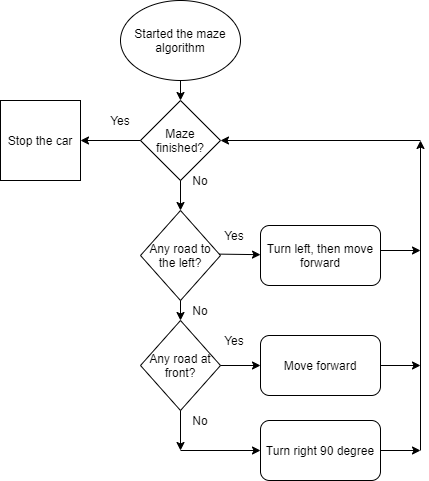 Started the maze
algorithm
Yes
Maze
finished?
Stop the car
No
Any road to
the left?
Yes
Turn left, then move
forward
No
Any road at
front?
Yes
Move forward
No
Turn right 90 degree